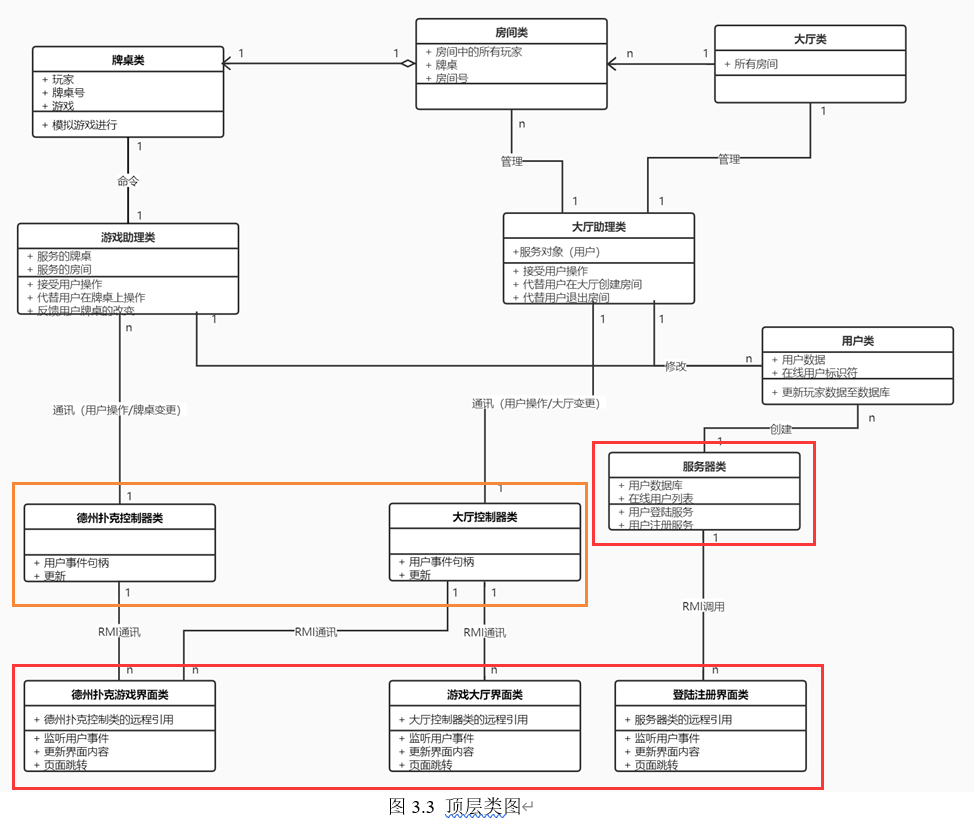 牌桌类
+ 玩家
+ 牌桌号
+ 游戏
+ 模拟游戏进行
1
1
房间类
+ 房间中的所有玩家
+ 牌桌
+ 房间号
n
1
大厅类
+ 所有房间
1
命令
1
n
管理
1
管理
1
1
游戏助理类
+ 服务的牌桌
+ 服务的房间
+ 接受用户操作
+ 代替用户在牌桌上操作
+ 反馈用户牌桌的改变
大厅助理类
+服务对象（用户）
+ 接受用户操作
+ 代替用户在大厅创建房间
+ 代替用户退出房间
n
1
1
1
修改
n
用户类
+ 用户数据
+ 在线用户标识符
+ 更新玩家数据至数据库
通讯（用户操作/牌桌变更）
通讯（用户操作/大厅变更）
n
创建
1
服务器类
+ 用户数据库
+ 在线用户列表
+ 用户登陆服务
+ 用户注册服务
1
1
德州扑克控制器类
+ 用户事件句柄
+ 更新
大厅控制器类
+ 用户事件句柄
+ 更新
1
1
1
1
RMI通讯
RMI通讯
RMI通讯
RMI调用
n
n
n
n
德州扑克游戏界面类
+ 德州扑克控制类的远程引用
+ 监听用户事件
+ 更新界面内容
+ 页面跳转
游戏大厅界面类
+ 大厅控制器类的远程引用
+ 监听用户事件
+ 更新界面内容
+ 页面跳转
登陆注册界面类
+ 服务器类的远程引用
+ 监听用户事件
+ 更新界面内容
+ 页面跳转
图 3.3 顶层类图